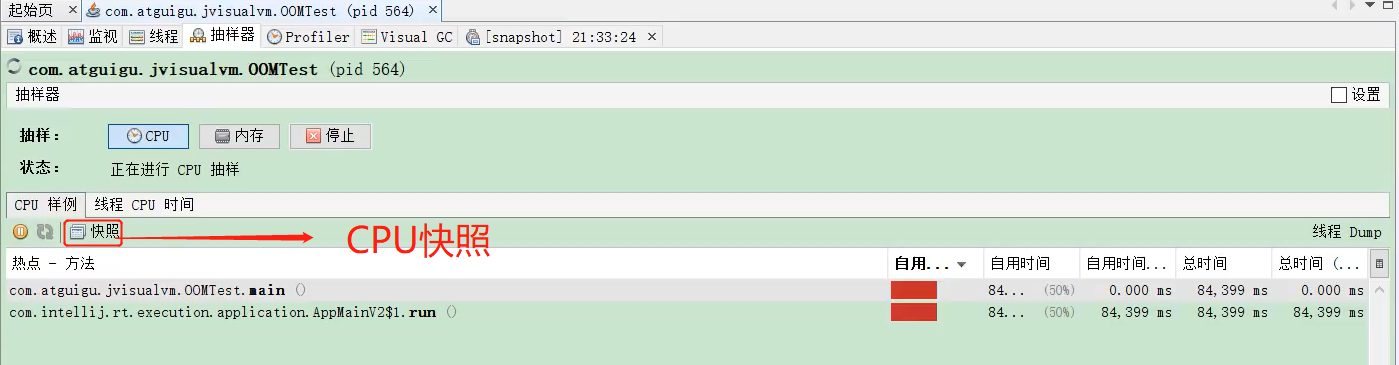 起始页 × com.atguigu.jvisualvm.OOMTest (pid 564) ×
概述 监视 线程 抽样器 Profiler Visual GC [snapshot] 21:33:24 ×
com.atguigu.jvisualvm.OOMTest (pid 564)
抽样器 设置
抽样： CPU 内存 停止
状态： 正在进行 CPU 抽样
CPU 样例 线程 CPU 时间
快照 CPU快照 线程 Dump
热点 - 方法 自用... 自用时间 自用时间... 总时间 总时间 (...
com.atguigu.jvisualvm.OOMTest.main () 84... (50%) 0.000 ms 84,399 ms 0.000 ms
com.intellij.rt.execution.application.AppMainV2$1.run () 84... (50%) 84,399 ms 84,399 ms 84,399 ms